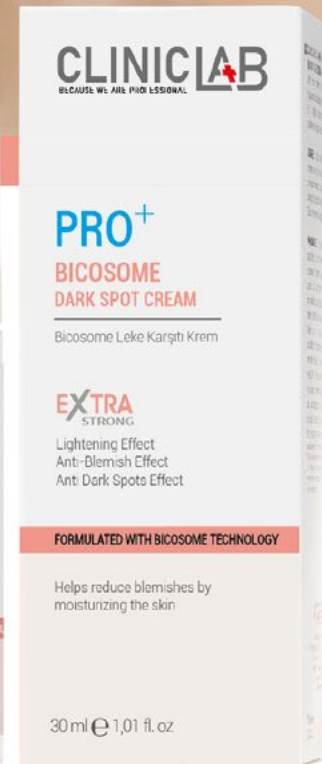 CLINICLAB
BECAUSE WE ARE PROFESSIONAL
PRO+
BICOSOME
DARK SPOT CREAM
Bicosome Leke Karşıtı Krem
EXTRA
STRONG
Lightening Effect
Anti-Blemish Effect
Anti Dark Spots Effect
FORMULATED WITH BICOSOME TECHNOLOGY
Helps reduce blemishes by
moisturizing the skin
30 ml ℮ 1,01 fl. oz